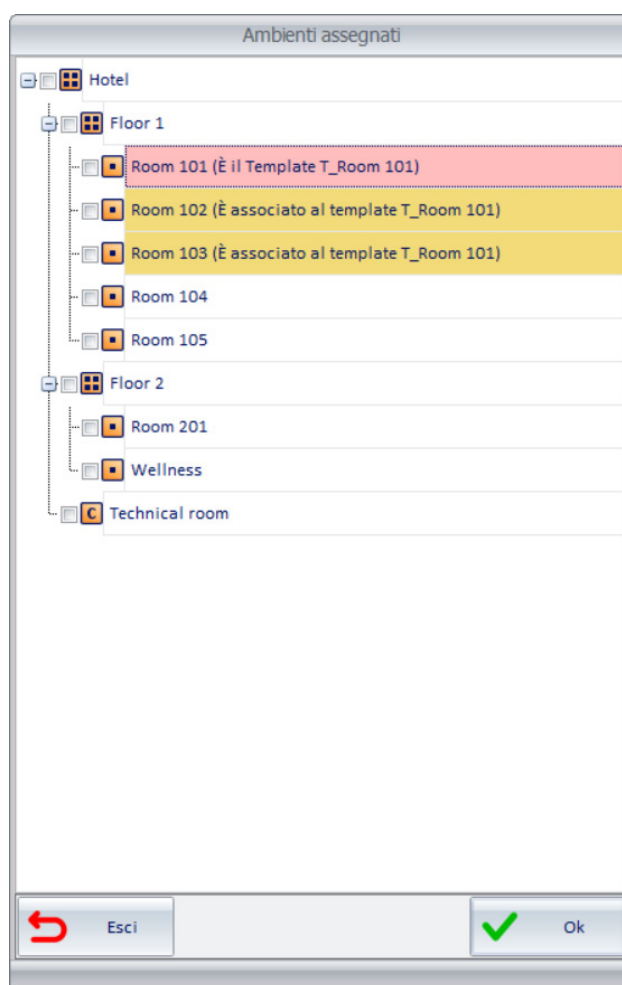 Ambienti assegnati
Hotel
Floor 1
Room 101 (È il Template T_Room 101)
Room 102 (È associato al template T_Room 101)
Room 103 (È associato al template T_Room 101)
Room 104
Room 105
Floor 2
Room 201
Wellness
C Technical room
Esci Ok